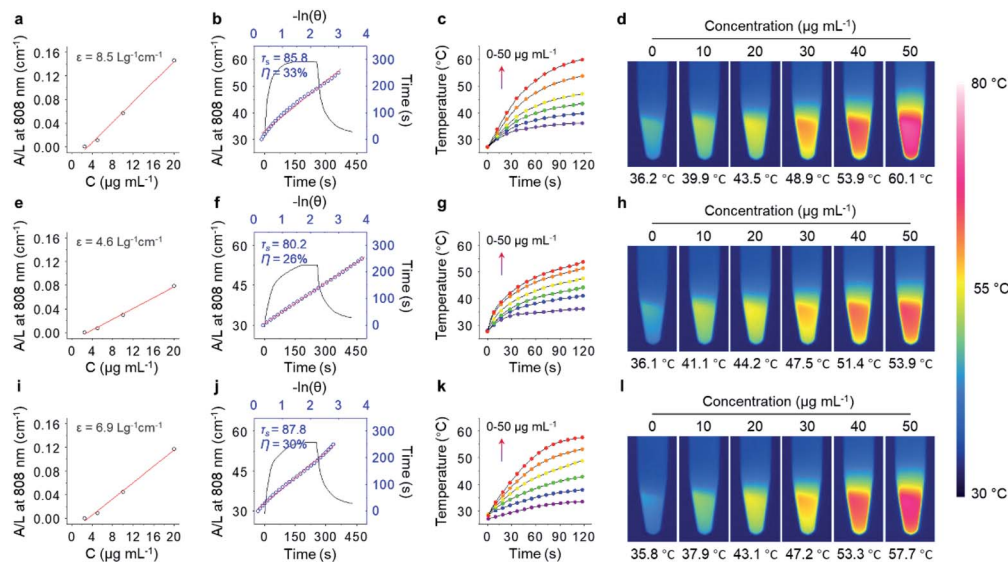 a
A/L at 808 nm (cm⁻¹)
0.16
0.12
0.08
0.04
0.00
ε = 8.5 Lg⁻¹cm⁻¹
4 8 12 16 20
C (µg mL⁻¹)
b
-ln(θ)
0 1 2 3 4
A/L at 808 nm (cm⁻¹)
60
50
40
30
τs = 85.8
η = 33%
300
200
100
0
Time (s)
0 150 300 450
Time (s)
c
Temperature (°C)
60
50
40
30
0-50 µg mL⁻¹
0 30 60 90 120
Time (s)
d
Concentration (µg mL⁻¹)
0 10 20 30 40 50
36.2 °C 39.9 °C 43.5 °C 48.9 °C 53.9 °C 60.1 °C
e
A/L at 808 nm (cm⁻¹)
0.16
0.12
0.08
0.04
0.00
ε = 4.6 Lg⁻¹cm⁻¹
4 8 12 16 20
C (µg mL⁻¹)
f
-ln(θ)
0 1 2 3 4
A/L at 808 nm (cm⁻¹)
60
45
30
τs = 80.2
η = 26%
300
200
100
0
Time (s)
0 150 300 450
Time (s)
g
Temperature (°C)
60
50
40
30
0-50 µg mL⁻¹
0 30 60 90 120
Time (s)
h
Concentration (µg mL⁻¹)
0 10 20 30 40 50
36.1 °C 41.1 °C 44.2 °C 47.5 °C 51.4 °C 53.9 °C
i
A/L at 808 nm (cm⁻¹)
0.16
0.12
0.08
0.04
0.00
ε = 6.9 Lg⁻¹cm⁻¹
4 8 12 16 20
C (µg mL⁻¹)
j
-ln(θ)
0 1 2 3 4
A/L at 808 nm (cm⁻¹)
60
45
30
τs = 87.8
η = 30%
300
200
100
0
Time (s)
0 150 300 450
Time (s)
k
Temperature (°C)
60
50
40
30
0-50 µg mL⁻¹
0 30 60 90 120
Time (s)
l
Concentration (µg mL⁻¹)
0 10 20 30 40 50
35.8 °C 37.9 °C 43.1 °C 47.2 °C 53.3 °C 57.7 °C
80 °C
55 °C
30 °C